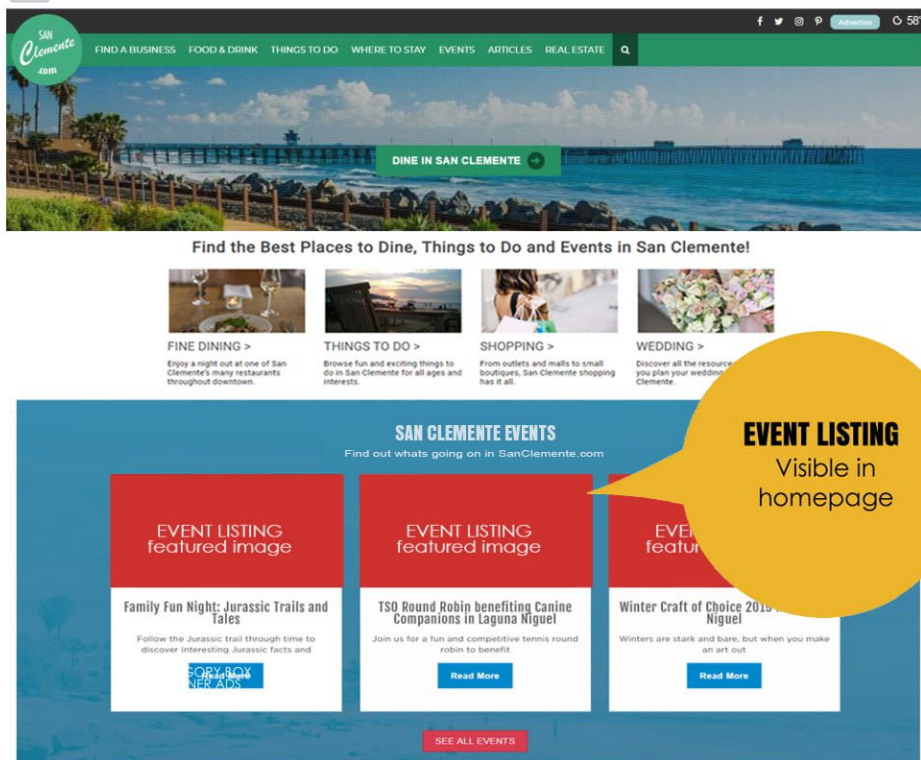 SAN
Clemente
.com
Advertise
58°
FIND A BUSINESS FOOD & DRINK THINGS TO DO WHERE TO STAY EVENTS ARTICLES REAL ESTATE
DINE IN SAN CLEMENTE
Find the Best Places to Dine, Things to Do and Events in San Clemente!
FINE DINING >
Enjoy a night out at one of San
Clemente's many restaurants
throughout downtown.
THINGS TO DO >
Browse fun and exciting things to
do in San Clemente for all ages and
interests.
SHOPPING >
From outlets and malls to small
boutiques, San Clemente shopping
has it all.
WEDDING >
Discover all the
you plan your wedding
Clemente.
EVENT LISTING
Visible in
homepage
SAN CLEMENTE EVENTS
Find out whats going on in SanClemente.com
EVENT LISTING
featured image
Family Fun Night: Jurassic Trails and
Tales
Follow the Jurassic trail through time to
discover interesting Jurassic facts and
Read More
GORY BOX
NER ADS
EVENT LISTING
featured image
TSO Round Robin benefiting Canine
Companions in Laguna Niguel
Join us for a fun and competitive tennis round
robin to benefit
Read More
Winter Craft of Choice
Niguel
Winters are stark and bare, but when you make
an art out
Read More
SEE ALL EVENTS